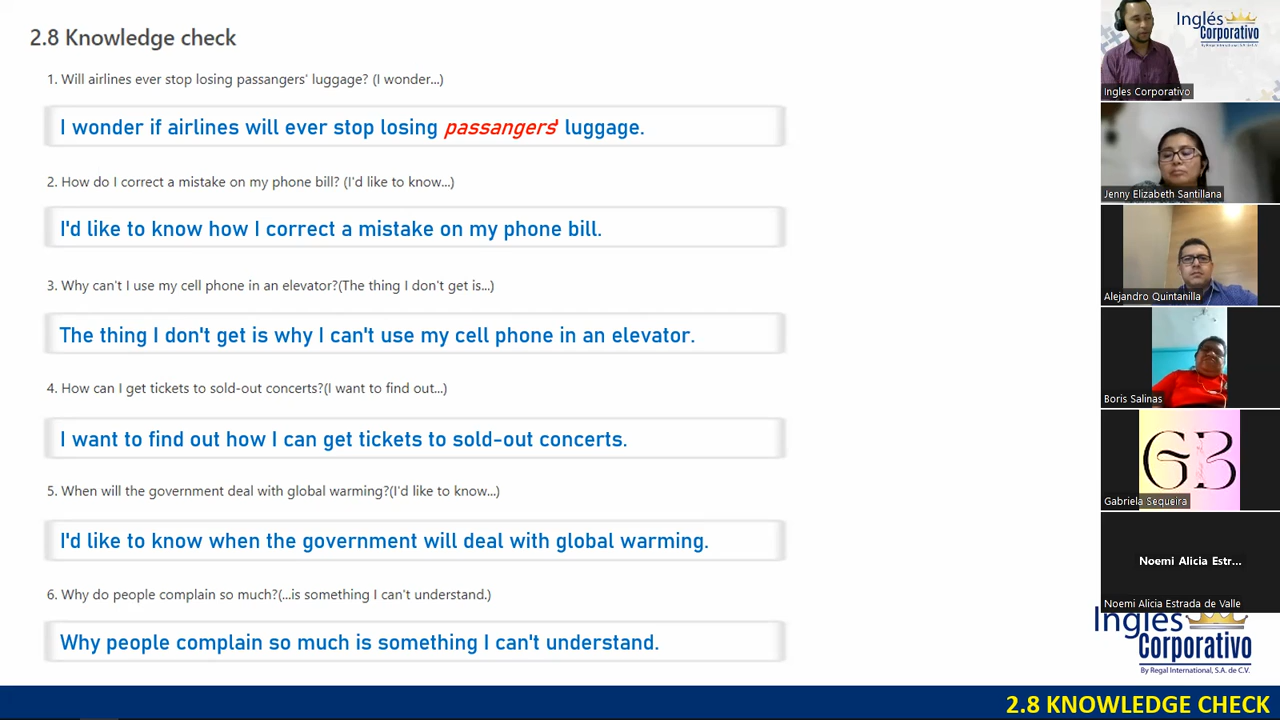 2.8 Knowledge check
1. Will airlines ever stop losing passangers' luggage? (I wonder...)
I wonder if airlines will ever stop losing passangers' luggage.
2. How do I correct a mistake on my phone bill? (I'd like to know...)
I'd like to know how I correct a mistake on my phone bill.
3. Why can't I use my cell phone in an elevator?(The thing I don't get is...)
The thing I don't get is why I can't use my cell phone in an elevator.
4. How can I get tickets to sold-out concerts?(I want to find out...)
I want to find out how I can get tickets to sold-out concerts.
5. When will the government deal with global warming?(I'd like to know...)
I'd like to know when the government will deal with global warming.
6. Why do people complain so much?(...is something I can't understand.)
Why people complain so much is something I can't understand.
Inglés
Corporativo
By Regal International, S.A. de C.V.
Ingles Corporativo
Jenny Elizabeth Santillana
Alejandro Quintanilla
Boris Salinas
GB
Gabriela Sequeira
Noemi Alicia Estr...
Noemi Alicia Estrada de Valle
Inglés
Corporativo
By Regal International, S.A. de C.V.
2.8 KNOWLEDGE CHECK